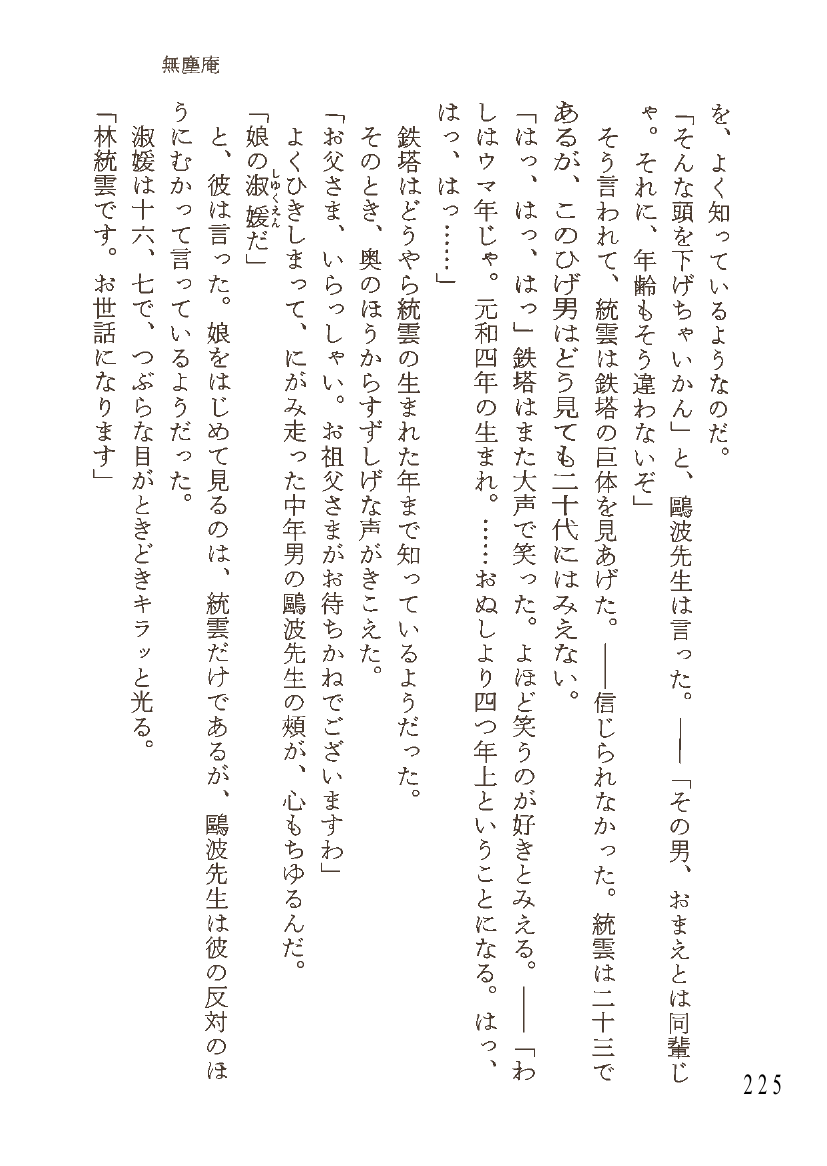 無塵庵
を、よく知っているようなのだ。
「そんな頭を下げちゃいかん」と、鷗波先生は言った。――「その男、おまえとは同輩じ
ゃ。それに、年齢もそう違わないぞ」
そう言われて、統雲は鉄塔の巨体を見あげた。――信じられなかった。統雲は二十三で
あるが、このひげ男はどう見ても二十代にはみえない。
「はっ、はっ、はっ」鉄塔はまた大声で笑った。よほど笑うのが好きとみえる。――「わ
しはウマ年じゃ。元和四年の生まれ。……おぬしより四つ年上ということになる。はっ、
はっ、はっ……」
鉄塔はどうやら統雲の生まれた年まで知っているようだった。
そのとき、奥のほうからすずしげな声がきこえた。
「お父さま、いらっしゃい。お祖父さまがお待ちかねでございますわ」
よくひきしまって、にがみ走った中年男の鷗波先生の頰が、心もちゆるんだ。
「娘の淑媛だ」
しゅくえん
と、彼は言った。娘をはじめて見るのは、統雲だけであるが、鷗波先生は彼の反対のほ
うにむかって言っているようだった。
淑媛は十六、七で、つぶらな目がときどきキラッと光る。
「林統雲です。お世話になります」
225